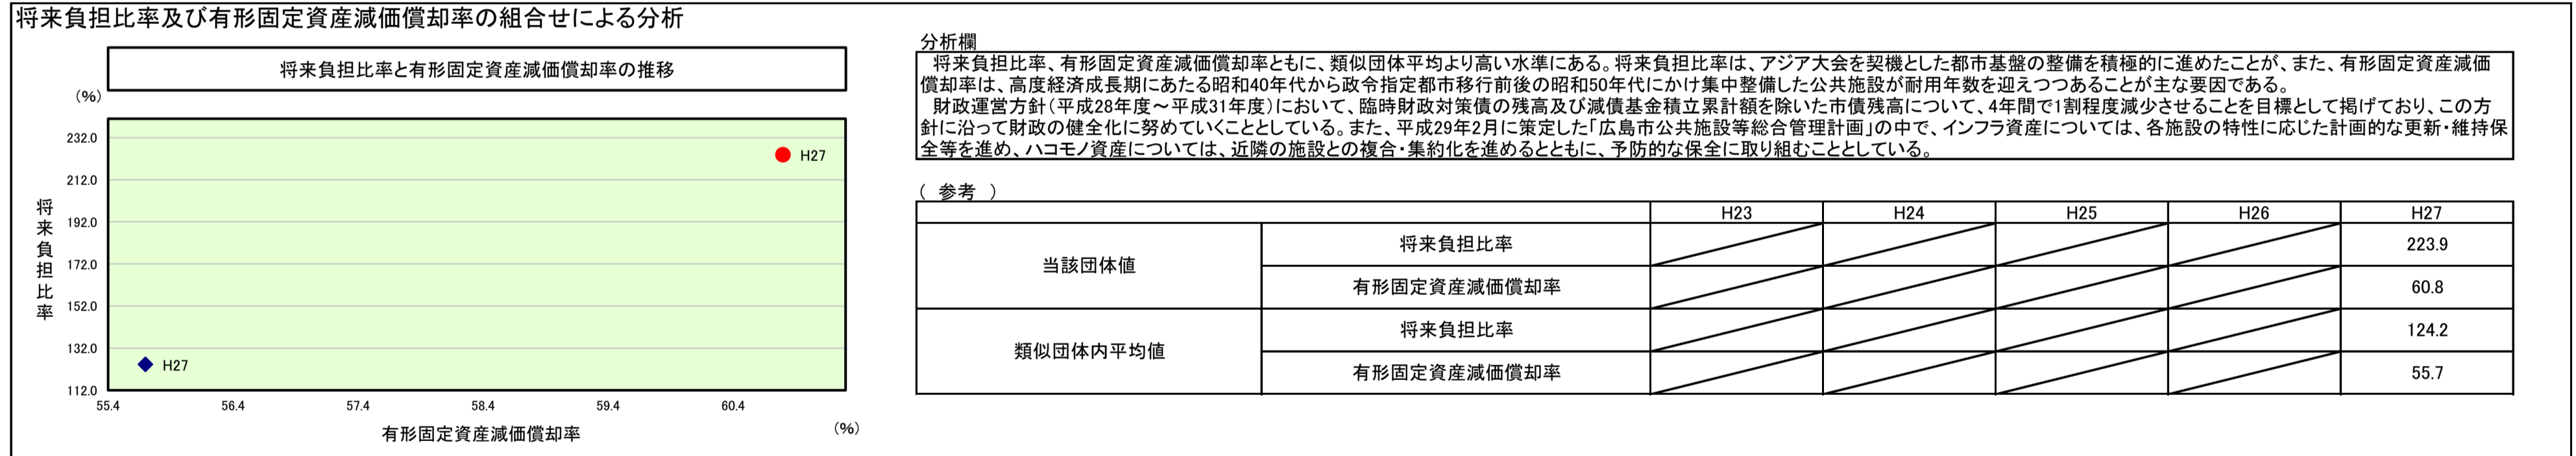 将来負担比率及び有形固定資産減価償却率の組合せによる分析
将来負担比率と有形固定資産減価償却率の推移
(%)
将来負担比率
232.0
212.0
192.0
172.0
152.0
132.0
112.0
H27
H27
55.4
56.4
57.4
58.4
59.4
60.4
有形固定資産減価償却率
(%)
分析欄
将来負担比率、有形固定資産減価償却率ともに、類似団体平均より高い水準にある。将来負担比率は、アジア大会を契機とした都市基盤の整備を積極的に進めたことが、また、有形固定資産減価
償却率は、高度経済成長期にあたる昭和40年代から政令指定都市移行前後の昭和50年代にかけ集中整備した公共施設が耐用年数を迎えつつあることが主な要因である。
財政運営方針(平成28年度～平成31年度)において、臨時財政対策債の残高及び減債基金積立累計額を除いた市債残高について、4年間で1割程度減少させることを目標として掲げており、この方
針に沿って財政の健全化に努めていくこととしている。また、平成29年2月に策定した「広島市公共施設等総合管理計画」の中で、インフラ資産については、各施設の特性に応じた計画的な更新・維持保
全等を進め、ハコモノ資産については、近隣の施設との複合・集約化を進めるとともに、予防的な保全に取り組むこととしている。
( 参考 )
H23 H24 H25 H26 H27
当該団体値
将来負担比率 223.9
有形固定資産減価償却率 60.8
類似団体内平均値
将来負担比率 124.2
有形固定資産減価償却率 55.7